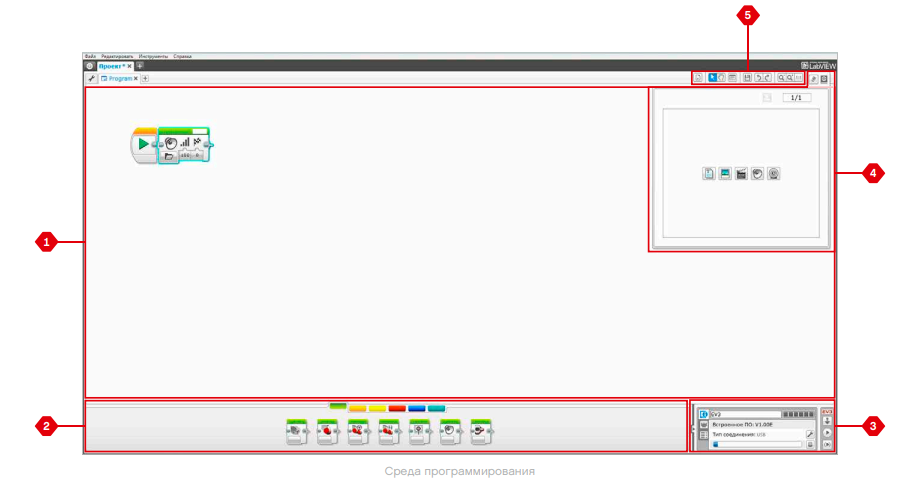 5
Файл Редактировать Инструменты Справка
Проект* × +
LabVIEW
Program × +
1/1
4
1
2
3
EV3
EV3
Встроенное ПО: V1.00E
Тип соединения: USB
Среда программирования